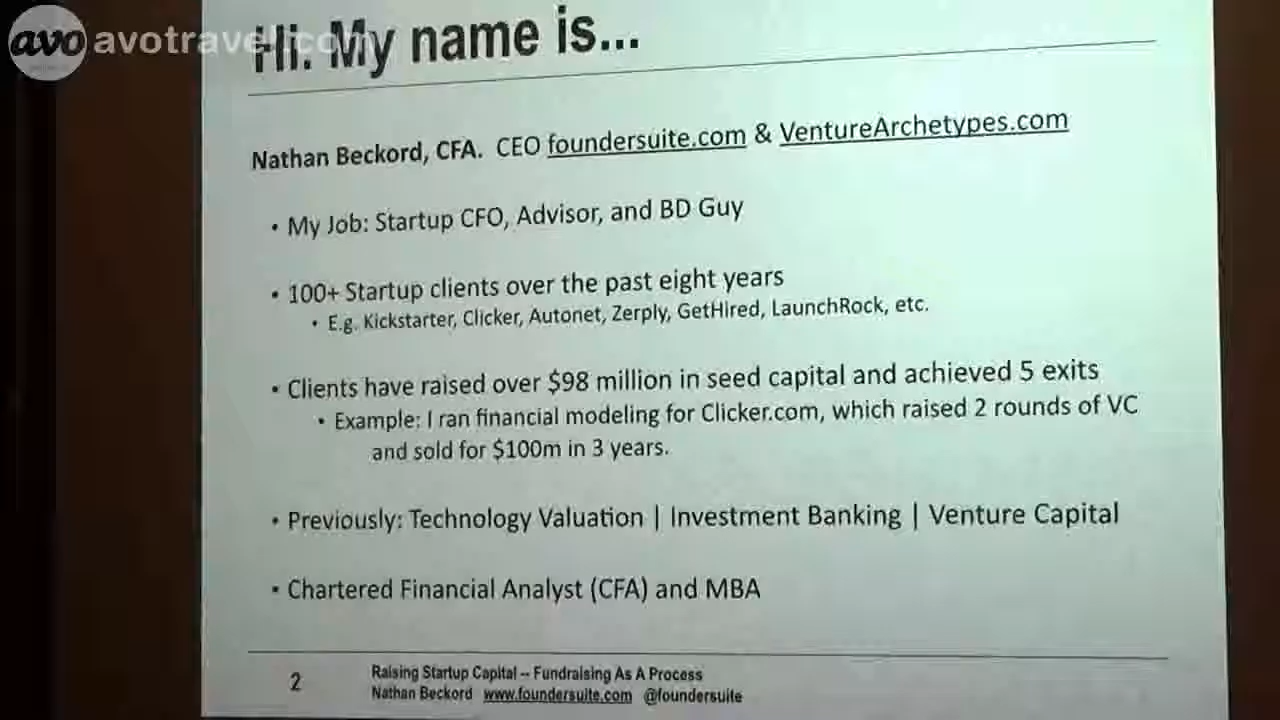 avo avotravel.com
Hi. My name is...
Nathan Beckord, CFA. CEO foundersuite.com & VentureArchetypes.com
• My Job: Startup CFO, Advisor, and BD Guy
• 100+ Startup clients over the past eight years
• E.g. Kickstarter, Clicker, Autonet, Zerply, GetHired, LaunchRock, etc.
• Clients have raised over $98 million in seed capital and achieved 5 exits
• Example: I ran financial modeling for Clicker.com, which raised 2 rounds of VC
and sold for $100m in 3 years.
• Previously: Technology Valuation | Investment Banking | Venture Capital
• Chartered Financial Analyst (CFA) and MBA
2
Raising Startup Capital -- Fundraising As A Process
Nathan Beckord www.foundersuite.com @foundersuite